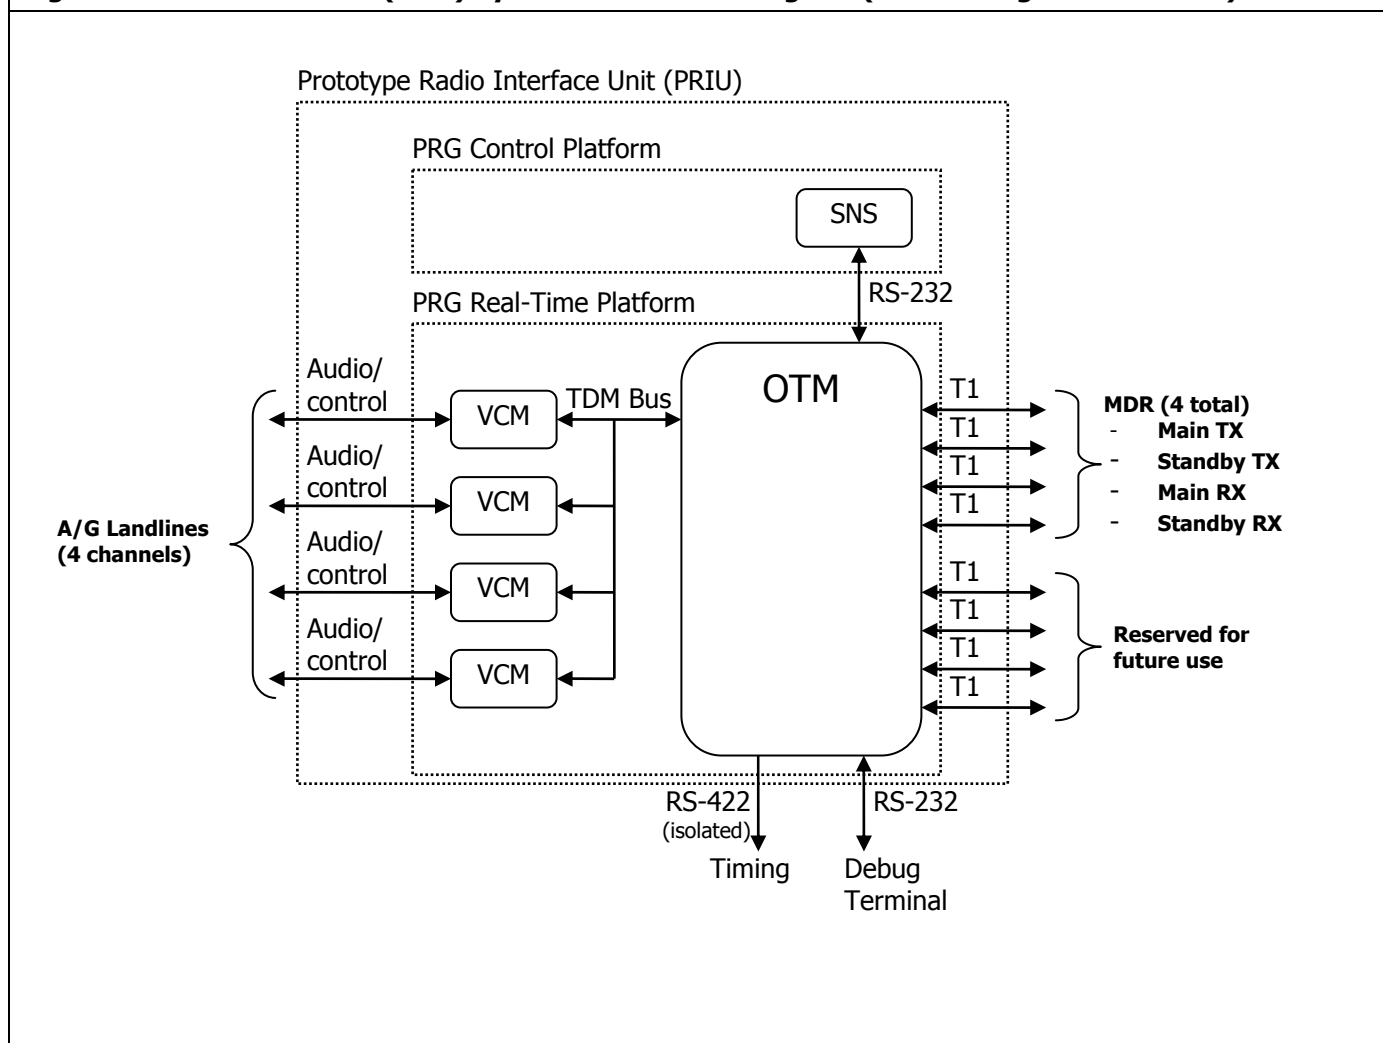 Prototype Radio Interface Unit (PRIU)
PRG Control Platform
SNS
RS-232
PRG Real-Time Platform
Audio/
control
VCM
TDM Bus
OTM
T1
MDR (4 total)
- Main TX
T1
- Standby TX
T1
- Main RX
T1
- Standby RX
Audio/
control
VCM
A/G Landlines
(4 channels)
Audio/
control
VCM
T1
T1
Reserved for
future use
T1
T1
Audio/
control
VCM
RS-422
(isolated)
Timing
RS-232
Debug
Terminal